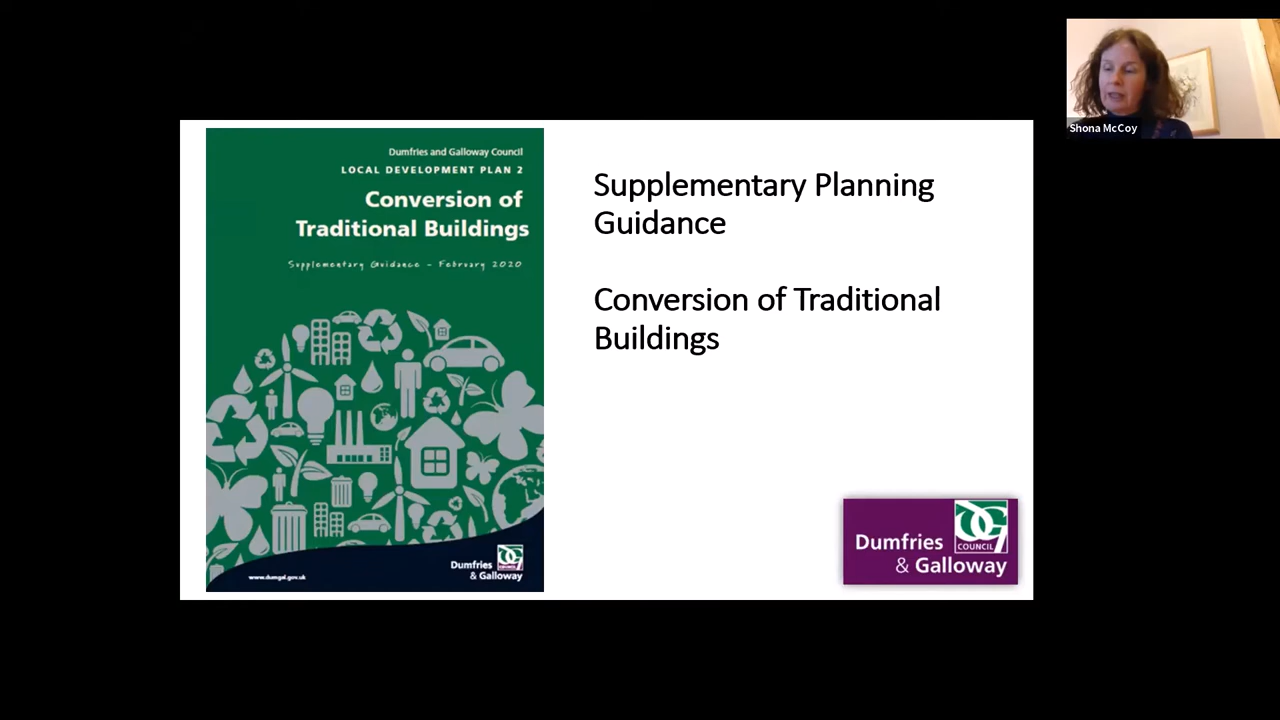 Dumfries and Galloway Council
LOCAL DEVELOPMENT PLAN 2
Conversion of
Traditional Buildings
Supplementary Guidance - February 2020
www.dumgal.gov.uk
COUNCIL
Dumfries
& Galloway
Supplementary Planning
Guidance
Conversion of Traditional
Buildings
COUNCIL
Dumfries
& Galloway
Shona McCoy